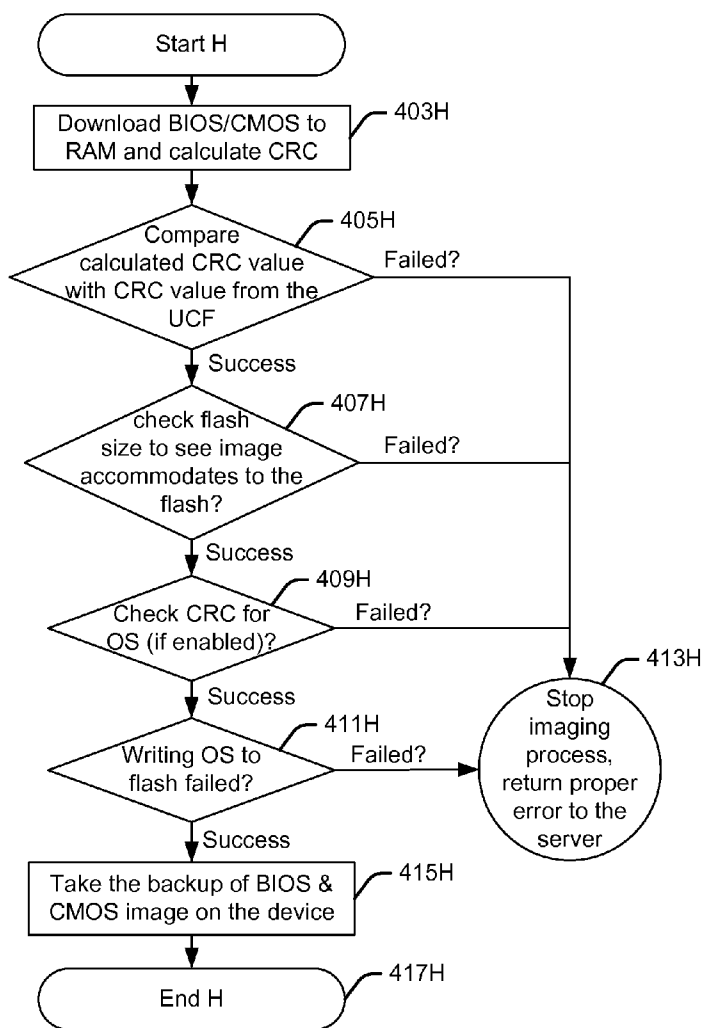 Start H
403H
Download BIOS/CMOS to
RAM and calculate CRC
405H
Compare
calculated CRC value
with CRC value from the
UCF
Failed?
Success
407H
check flash
size to see image
accommodates to the
flash?
Failed?
Success
409H
Check CRC for
OS (if enabled)?
Failed?
Success
413H
Stop
imaging
process,
return proper
error to the
server
411H
Writing OS to
flash failed?
Failed?
Success
Take the backup of BIOS &
CMOS image on the device
415H
End H
417H